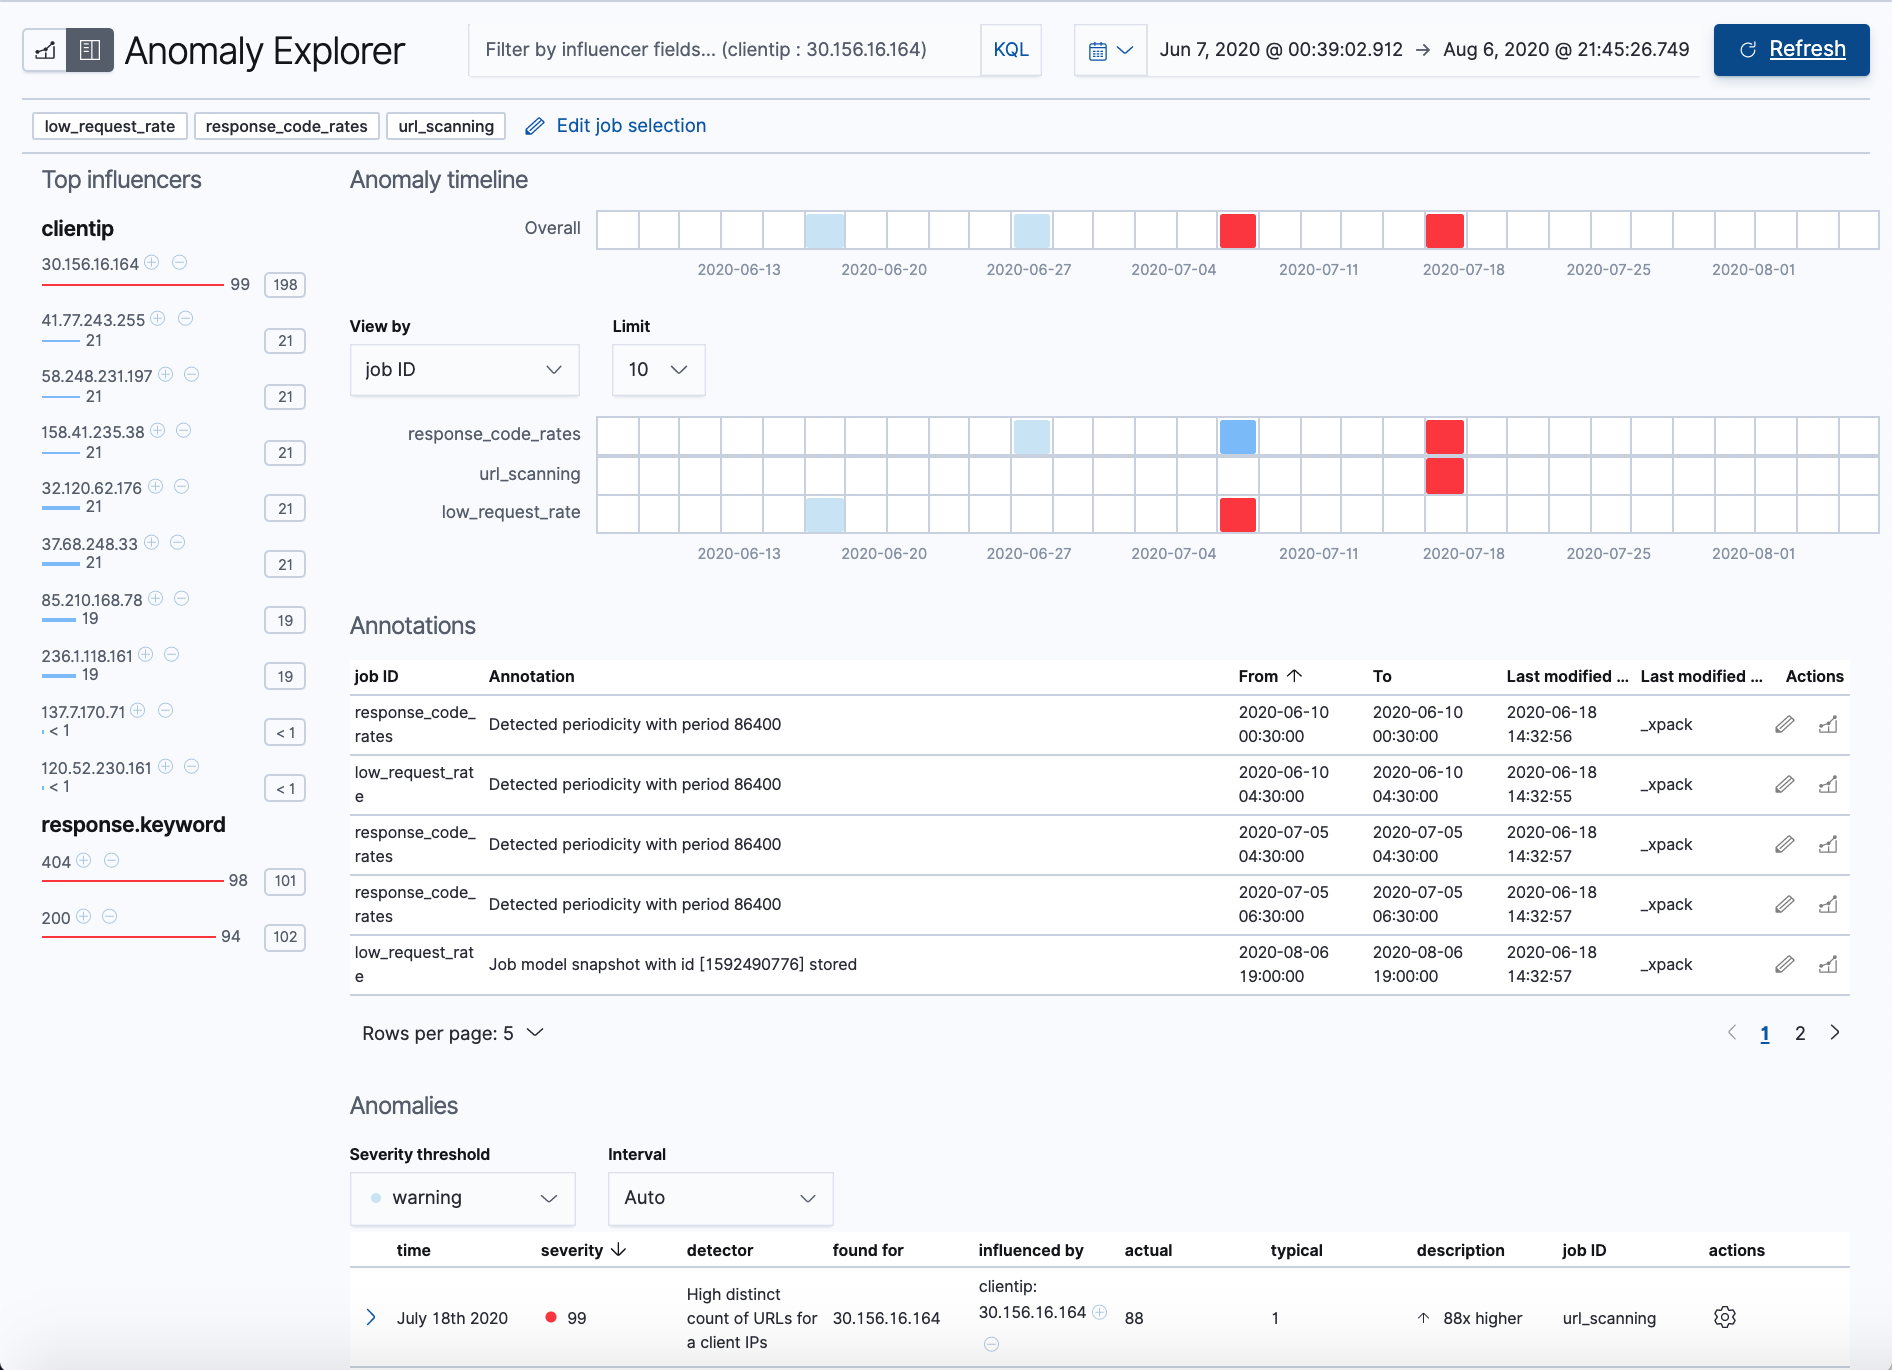 Anomaly Explorer
Filter by influencer fields... (clientip : 30.156.16.164)
KQL
Jun 7, 2020 @ 00:39:02.912 → Aug 6, 2020 @ 21:45:26.749
Refresh
low_request_rate response_code_rates url_scanning Edit job selection
Top influencers
clientip
30.156.16.164
99 198
41.77.243.255
21 21
58.248.231.197
21 21
158.41.235.38
21 21
32.120.62.176
21 21
37.68.248.33
21 21
85.210.168.78
19 19
236.1.118.161
19 19
137.7.170.71
< 1 < 1
120.52.230.161
< 1 < 1
response.keyword
404
98 101
200
94 102
Anomaly timeline
Overall
2020-06-13 2020-06-20 2020-06-27 2020-07-04 2020-07-11 2020-07-18 2020-07-25 2020-08-01
View by Limit
job ID 10
response_code_rates
url_scanning
low_request_rate
2020-06-13 2020-06-20 2020-06-27 2020-07-04 2020-07-11 2020-07-18 2020-07-25 2020-08-01
Annotations
job ID Annotation From ↑ To Last modified ... Last modified ... Actions
response_code_ 2020-06-10 2020-06-10 2020-06-18
Detected periodicity with period 86400 _xpack
rates 00:30:00 00:30:00 14:32:56
low_request_rat 2020-06-10 2020-06-10 2020-06-18
Detected periodicity with period 86400 _xpack
e 04:30:00 04:30:00 14:32:55
response_code_ 2020-07-05 2020-07-05 2020-06-18
Detected periodicity with period 86400 _xpack
rates 04:30:00 04:30:00 14:32:57
response_code_ 2020-07-05 2020-07-05 2020-06-18
Detected periodicity with period 86400 _xpack
rates 06:30:00 06:30:00 14:32:57
low_request_rat 2020-08-06 2020-08-06 2020-06-18
Job model snapshot with id [1592490776] stored _xpack
e 19:00:00 19:00:00 14:32:57
Rows per page: 5
1 2
Anomalies
Severity threshold Interval
warning Auto
time severity ↓ detector found for influenced by actual typical description job ID actions
clientip:
High distinct
30.156.16.164
July 18th 2020 99 count of URLs for 30.156.16.164 88 1 ↑ 88x higher url_scanning
a client IPs